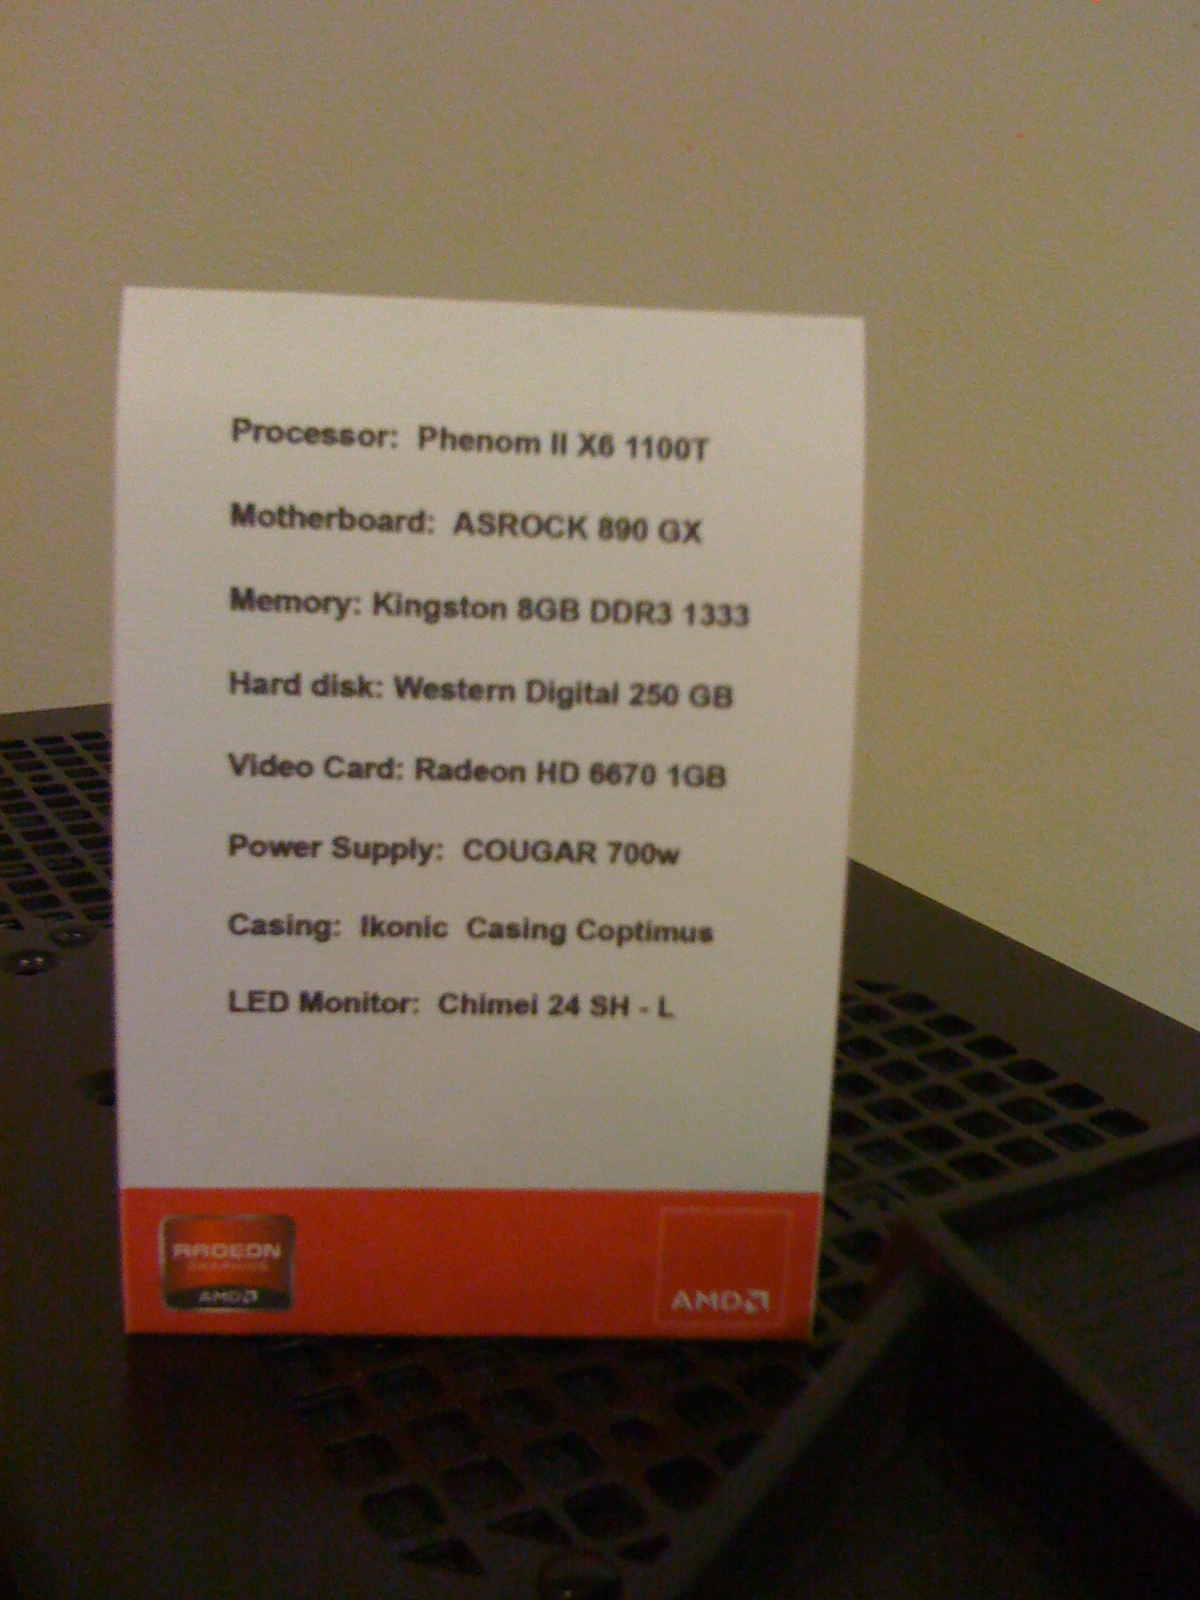 Processor: Phenom II X6 1100T
Motherboard: ASROCK 890 GX
Memory: Kingston 8GB DDR3 1333
Hard disk: Western Digital 250 GB
Video Card: Radeon HD 6670 1GB
Power Supply: COUGAR 700w
Casing: Ikonic Casing Coptimus
LED Monitor: Chimei 24 SH - L
RADEON
GRAPHICS
AMD
AMD